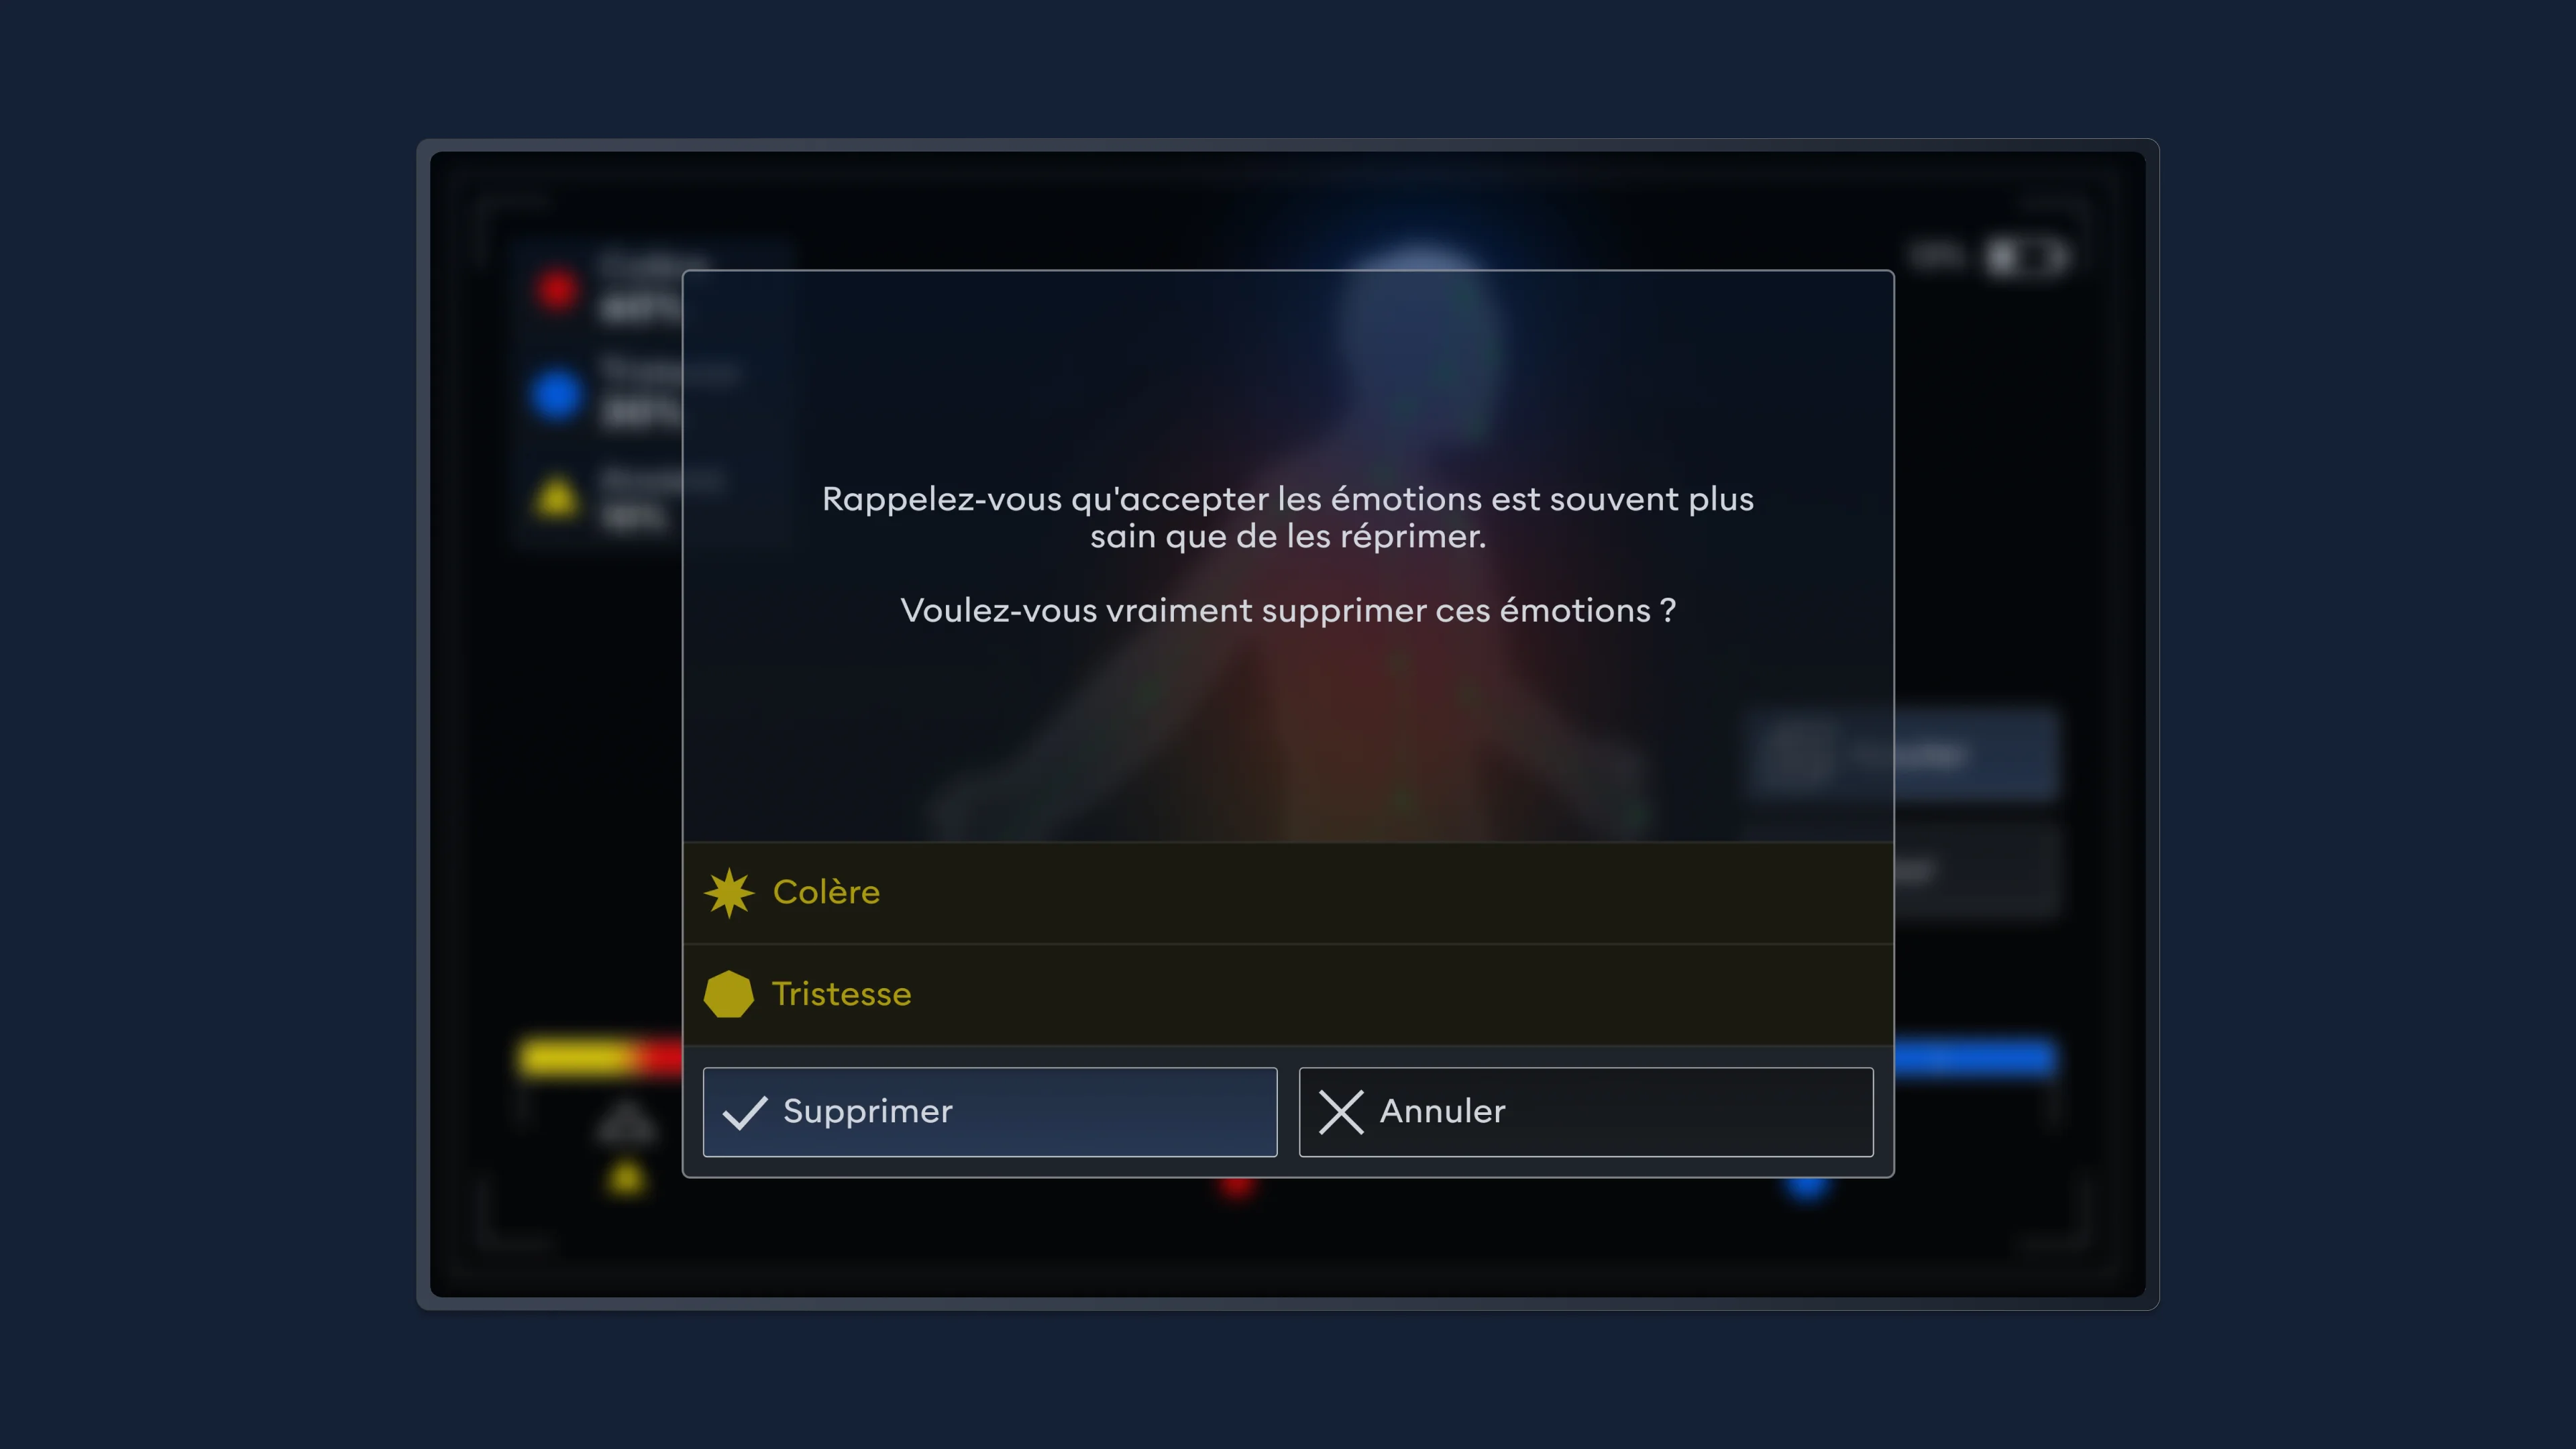 Rappelez-vous qu'accepter les émotions est souvent plus
sain que de les réprimer.
Voulez-vous vraiment supprimer ces émotions ?
Colère
Tristesse
Supprimer
Annuler